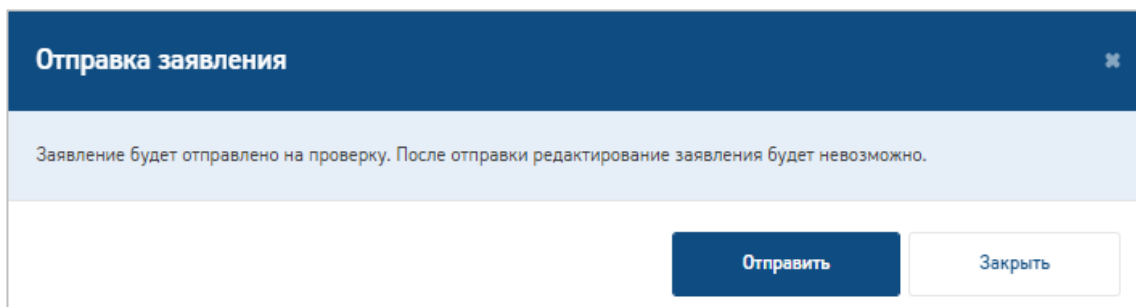 Отправка заявления
Заявление будет отправлено на проверку. После отправки редактирование заявления будет невозможно.
Отправить
Закрыть